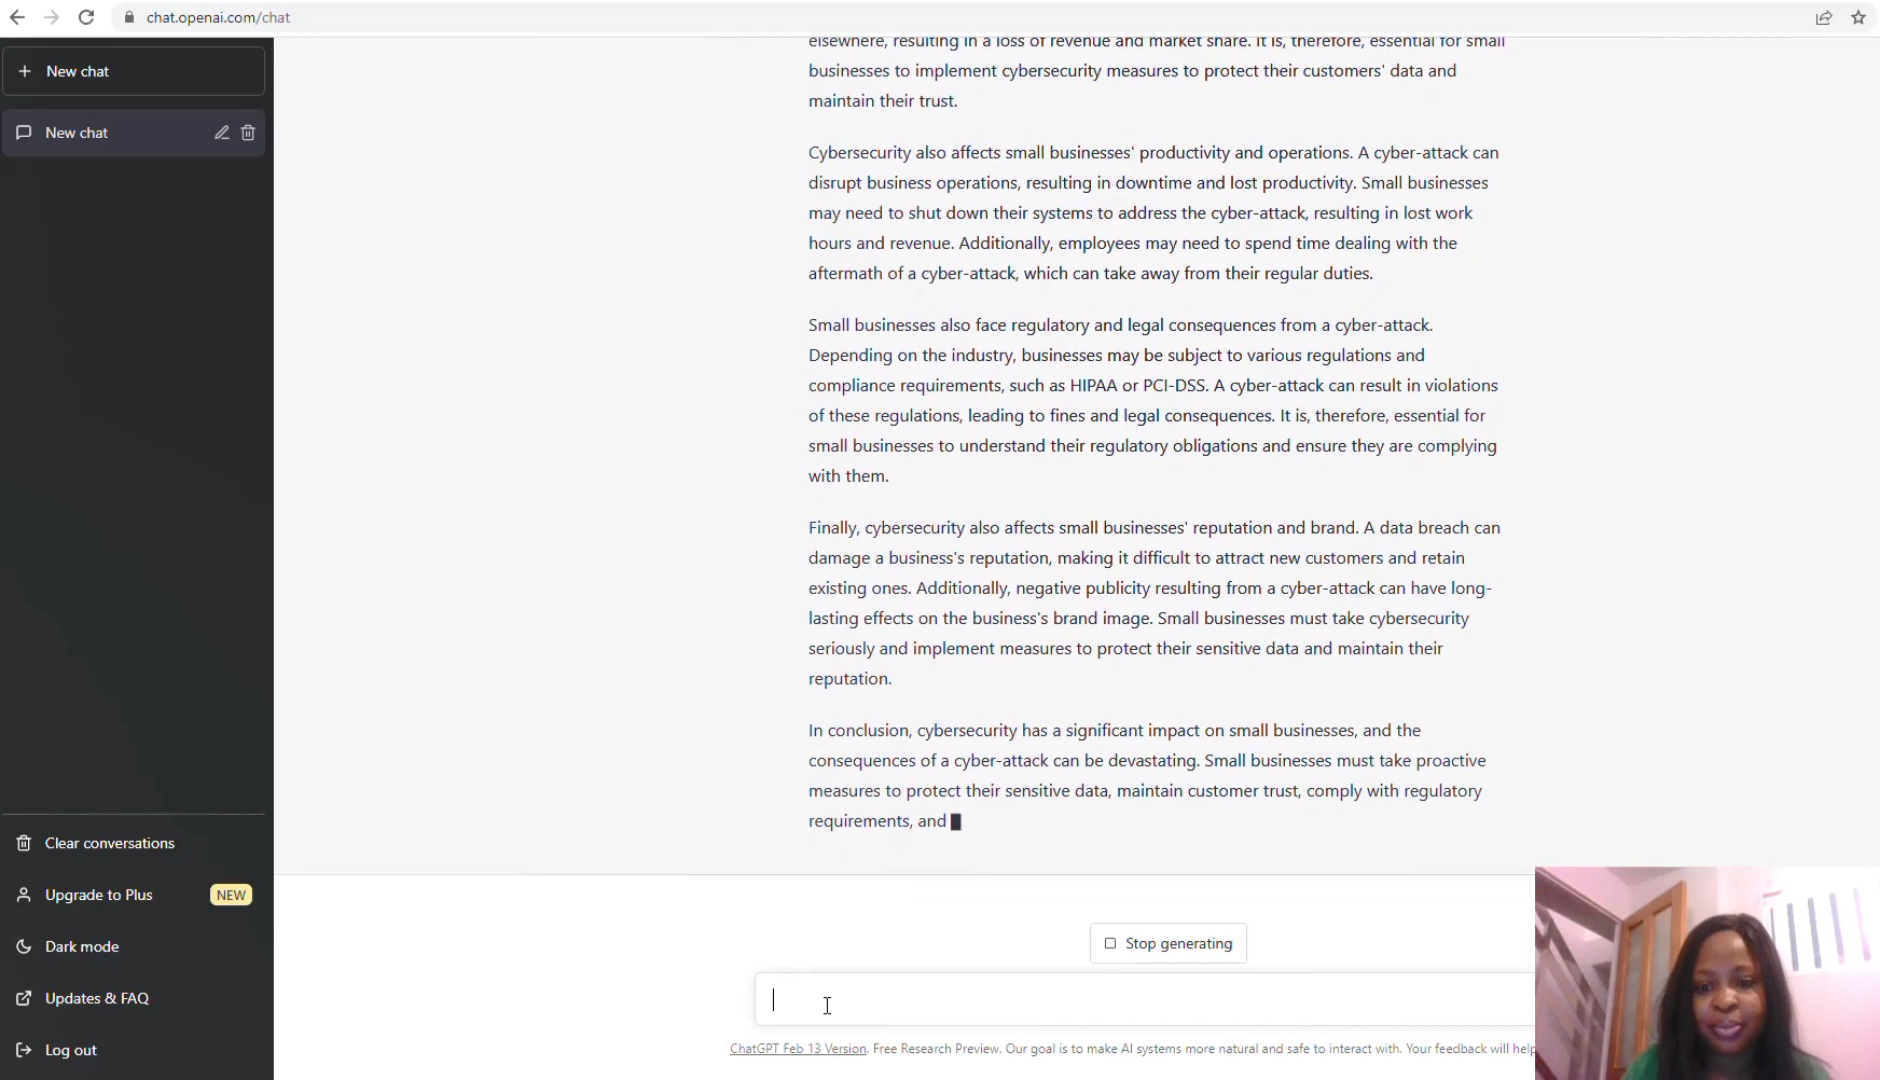 chat.openai.com/chat
New chat
New chat
Clear conversations
Upgrade to Plus NEW
Dark mode
Updates & FAQ
Log out
elsewhere, resulting in a loss of revenue and market share. It is, therefore, essential for small
businesses to implement cybersecurity measures to protect their customers' data and
maintain their trust.
Cybersecurity also affects small businesses' productivity and operations. A cyber-attack can
disrupt business operations, resulting in downtime and lost productivity. Small businesses
may need to shut down their systems to address the cyber-attack, resulting in lost work
hours and revenue. Additionally, employees may need to spend time dealing with the
aftermath of a cyber-attack, which can take away from their regular duties.
Small businesses also face regulatory and legal consequences from a cyber-attack.
Depending on the industry, businesses may be subject to various regulations and
compliance requirements, such as HIPAA or PCI-DSS. A cyber-attack can result in violations
of these regulations, leading to fines and legal consequences. It is, therefore, essential for
small businesses to understand their regulatory obligations and ensure they are complying
with them.
Finally, cybersecurity also affects small businesses' reputation and brand. A data breach can
damage a business's reputation, making it difficult to attract new customers and retain
existing ones. Additionally, negative publicity resulting from a cyber-attack can have long-
lasting effects on the business's brand image. Small businesses must take cybersecurity
seriously and implement measures to protect their sensitive data and maintain their
reputation.
In conclusion, cybersecurity has a significant impact on small businesses, and the
consequences of a cyber-attack can be devastating. Small businesses must take proactive
measures to protect their sensitive data, maintain customer trust, comply with regulatory
requirements, and
Stop generating
ChatGPT Feb 13 Version. Free Research Preview. Our goal is to make AI systems more natural and safe to interact with. Your feedback will help